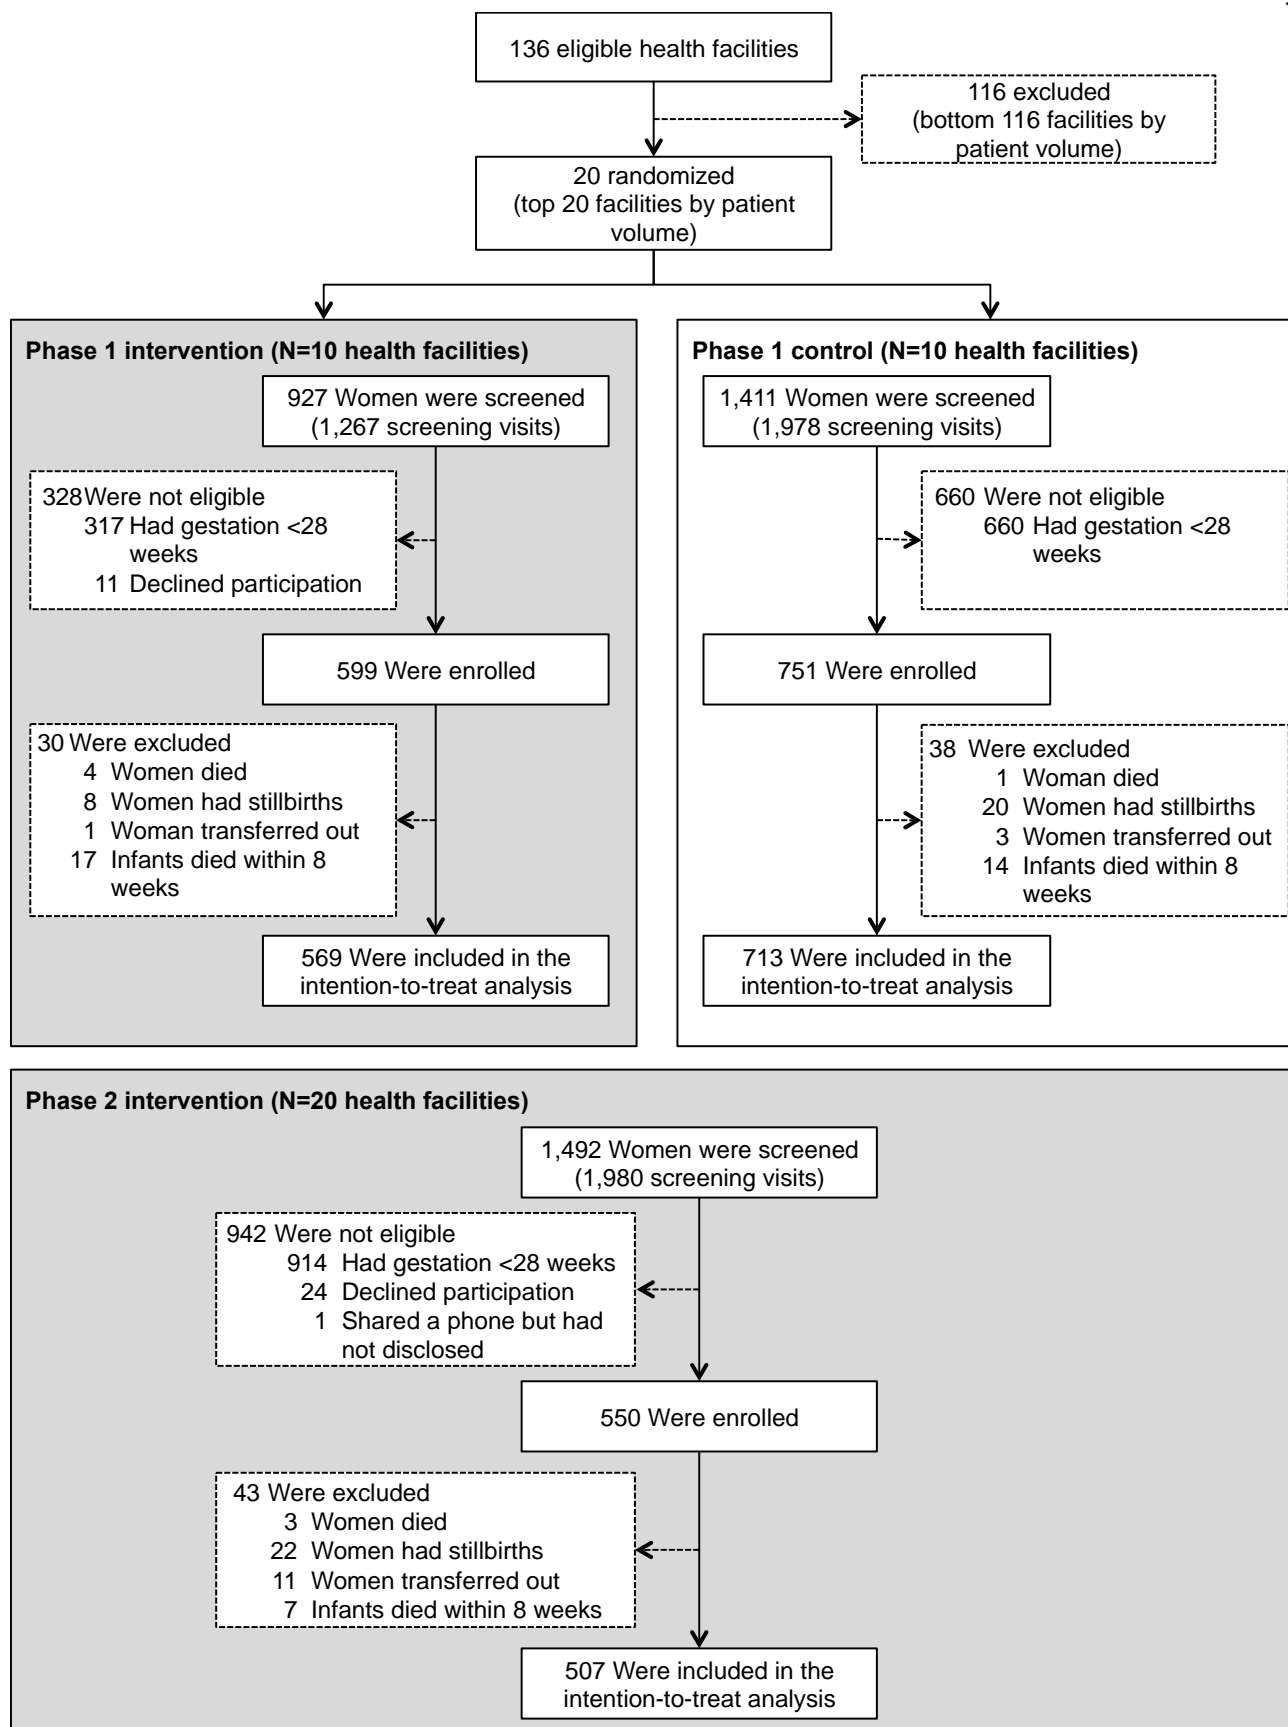 136 eligible health facilities
116 excluded
(bottom 116 facilities by
patient volume)
20 randomized
(top 20 facilities by patient
volume)
Phase 1 intervention (N=10 health facilities)
927 Women were screened
(1,267 screening visits)
328 Were not eligible
317 Had gestation <28
weeks
11 Declined participation
599 Were enrolled
30 Were excluded
4 Women died
8 Women had stillbirths
1 Woman transferred out
17 Infants died within 8
weeks
569 Were included in the
intention-to-treat analysis
Phase 1 control (N=10 health facilities)
1,411 Women were screened
(1,978 screening visits)
660 Were not eligible
660 Had gestation <28
weeks
751 Were enrolled
38 Were excluded
1 Woman died
20 Women had stillbirths
3 Women transferred out
14 Infants died within 8
weeks
713 Were included in the
intention-to-treat analysis
Phase 2 intervention (N=20 health facilities)
1,492 Women were screened
(1,980 screening visits)
942 Were not eligible
914 Had gestation <28 weeks
24 Declined participation
1 Shared a phone but had
not disclosed
550 Were enrolled
43 Were excluded
3 Women died
22 Women had stillbirths
11 Women transferred out
7 Infants died within 8 weeks
507 Were included in the
intention-to-treat analysis